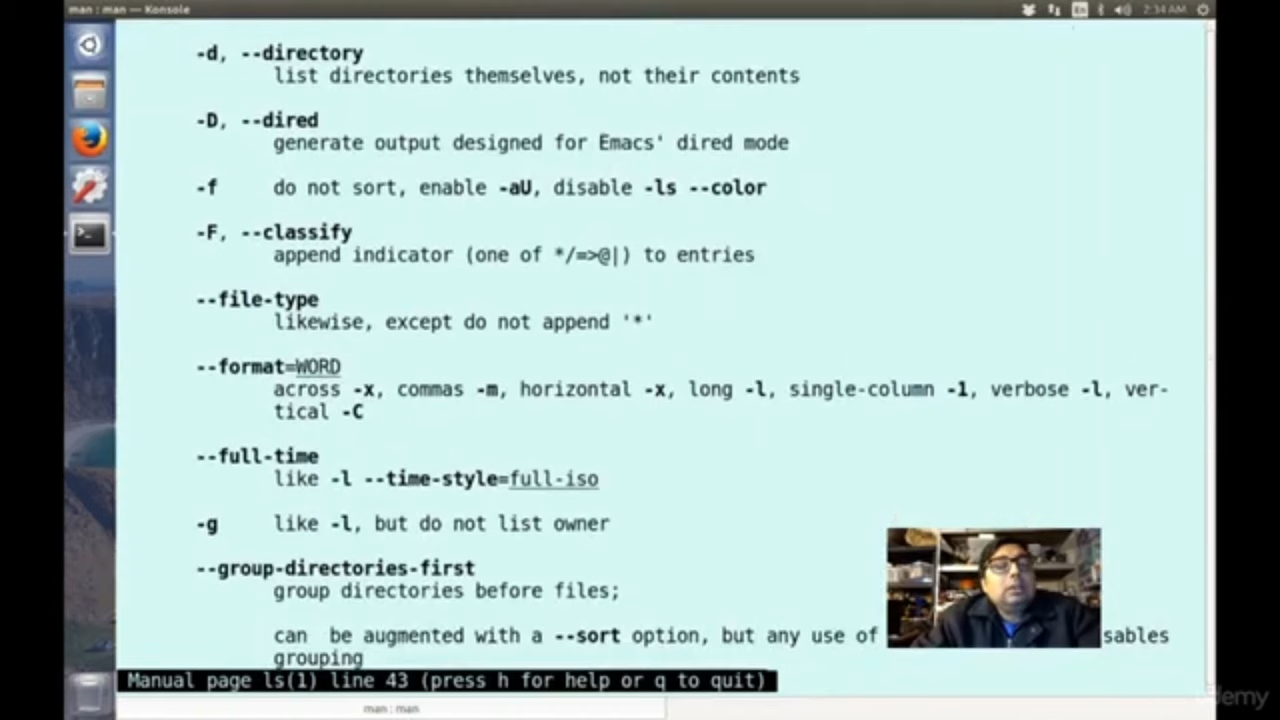 man : man — Konsole
En
2:34 AM
-d, --directory
list directories themselves, not their contents
-D, --dired
generate output designed for Emacs' dired mode
-f do not sort, enable -aU, disable -ls --color
-F, --classify
append indicator (one of */=>@|) to entries
--file-type
likewise, except do not append '*'
--format=WORD
across -x, commas -m, horizontal -x, long -l, single-column -1, verbose -l, ver-
tical -C
--full-time
like -l --time-style=full-iso
-g like -l, but do not list owner
--group-directories-first
group directories before files;
can be augmented with a --sort option, but any use of sables
grouping
Manual page ls(1) line 43 (press h for help or q to quit)
man : man
udemy